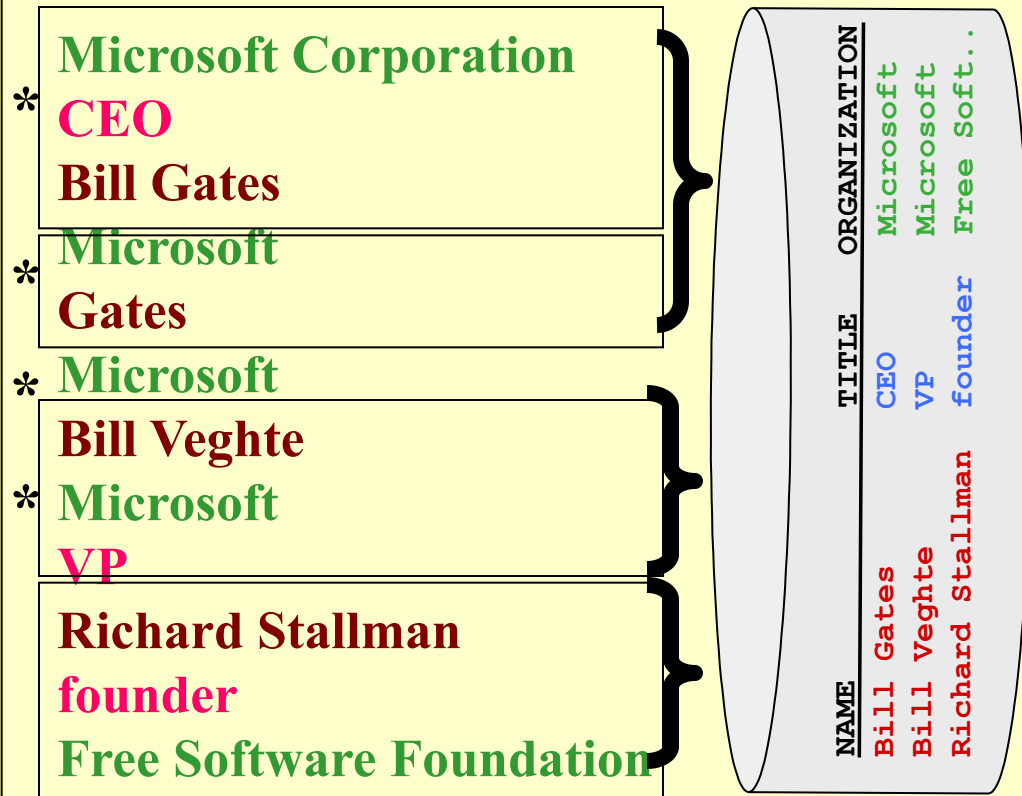 Microsoft Corporation
* CEO
Bill Gates
* Microsoft
Gates
* Microsoft
Bill Veghte
* Microsoft
VP
Richard Stallman
founder
Free Software Foundation
NAME TITLE ORGANIZATION
Bill Gates CEO Microsoft
Bill Veghte VP Microsoft
Richard Stallman founder Free Soft..